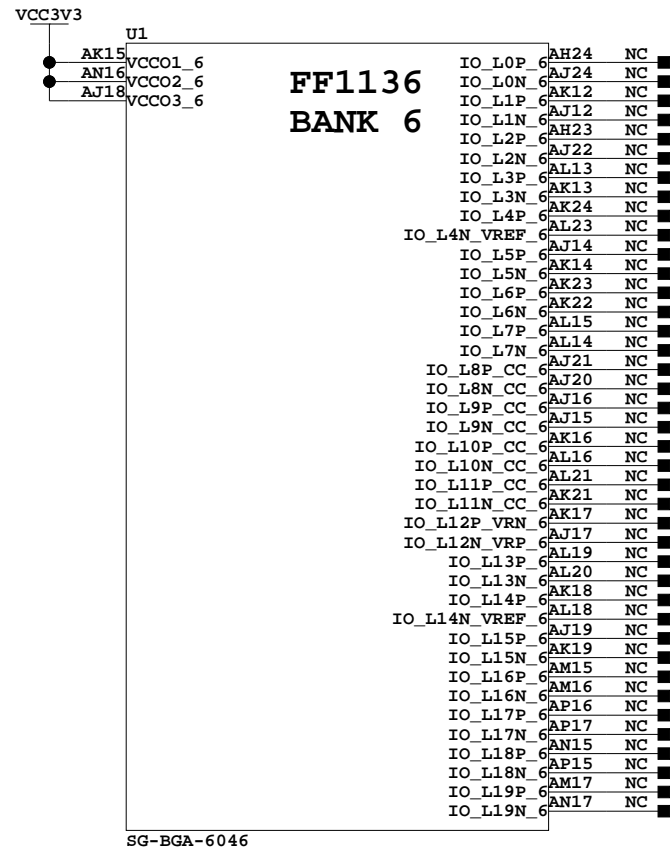 VCC3V3
U1
AK15 VCCO1_6
AN16 VCCO2_6
AJ18 VCCO3_6
FF1136
BANK 6
IO_L0P_6 AH24 NC
IO_L0N_6 AJ24 NC
IO_L1P_6 AK12 NC
IO_L1N_6 AJ12 NC
IO_L2P_6 AH23 NC
IO_L2N_6 AJ22 NC
IO_L3P_6 AL13 NC
IO_L3N_6 AK13 NC
IO_L4P_6 AK24 NC
IO_L4N_VREF_6 AL23 NC
IO_L5P_6 AJ14 NC
IO_L5N_6 AK14 NC
IO_L6P_6 AK23 NC
IO_L6N_6 AK22 NC
IO_L7P_6 AL15 NC
IO_L7N_6 AL14 NC
IO_L8P_CC_6 AJ21 NC
IO_L8N_CC_6 AJ20 NC
IO_L9P_CC_6 AJ16 NC
IO_L9N_CC_6 AJ15 NC
IO_L10P_CC_6 AK16 NC
IO_L10N_CC_6 AL16 NC
IO_L11P_CC_6 AL21 NC
IO_L11N_CC_6 AK21 NC
IO_L12P_VRN_6 AK17 NC
IO_L12N_VRP_6 AJ17 NC
IO_L13P_6 AL19 NC
IO_L13N_6 AL20 NC
IO_L14P_6 AK18 NC
IO_L14N_VREF_6 AL18 NC
IO_L15P_6 AJ19 NC
IO_L15N_6 AK19 NC
IO_L16P_6 AM15 NC
IO_L16N_6 AM16 NC
IO_L17P_6 AP16 NC
IO_L17N_6 AP17 NC
IO_L18P_6 AN15 NC
IO_L18N_6 AP15 NC
IO_L19P_6 AM17 NC
IO_L19N_6 AN17 NC
SG-BGA-6046